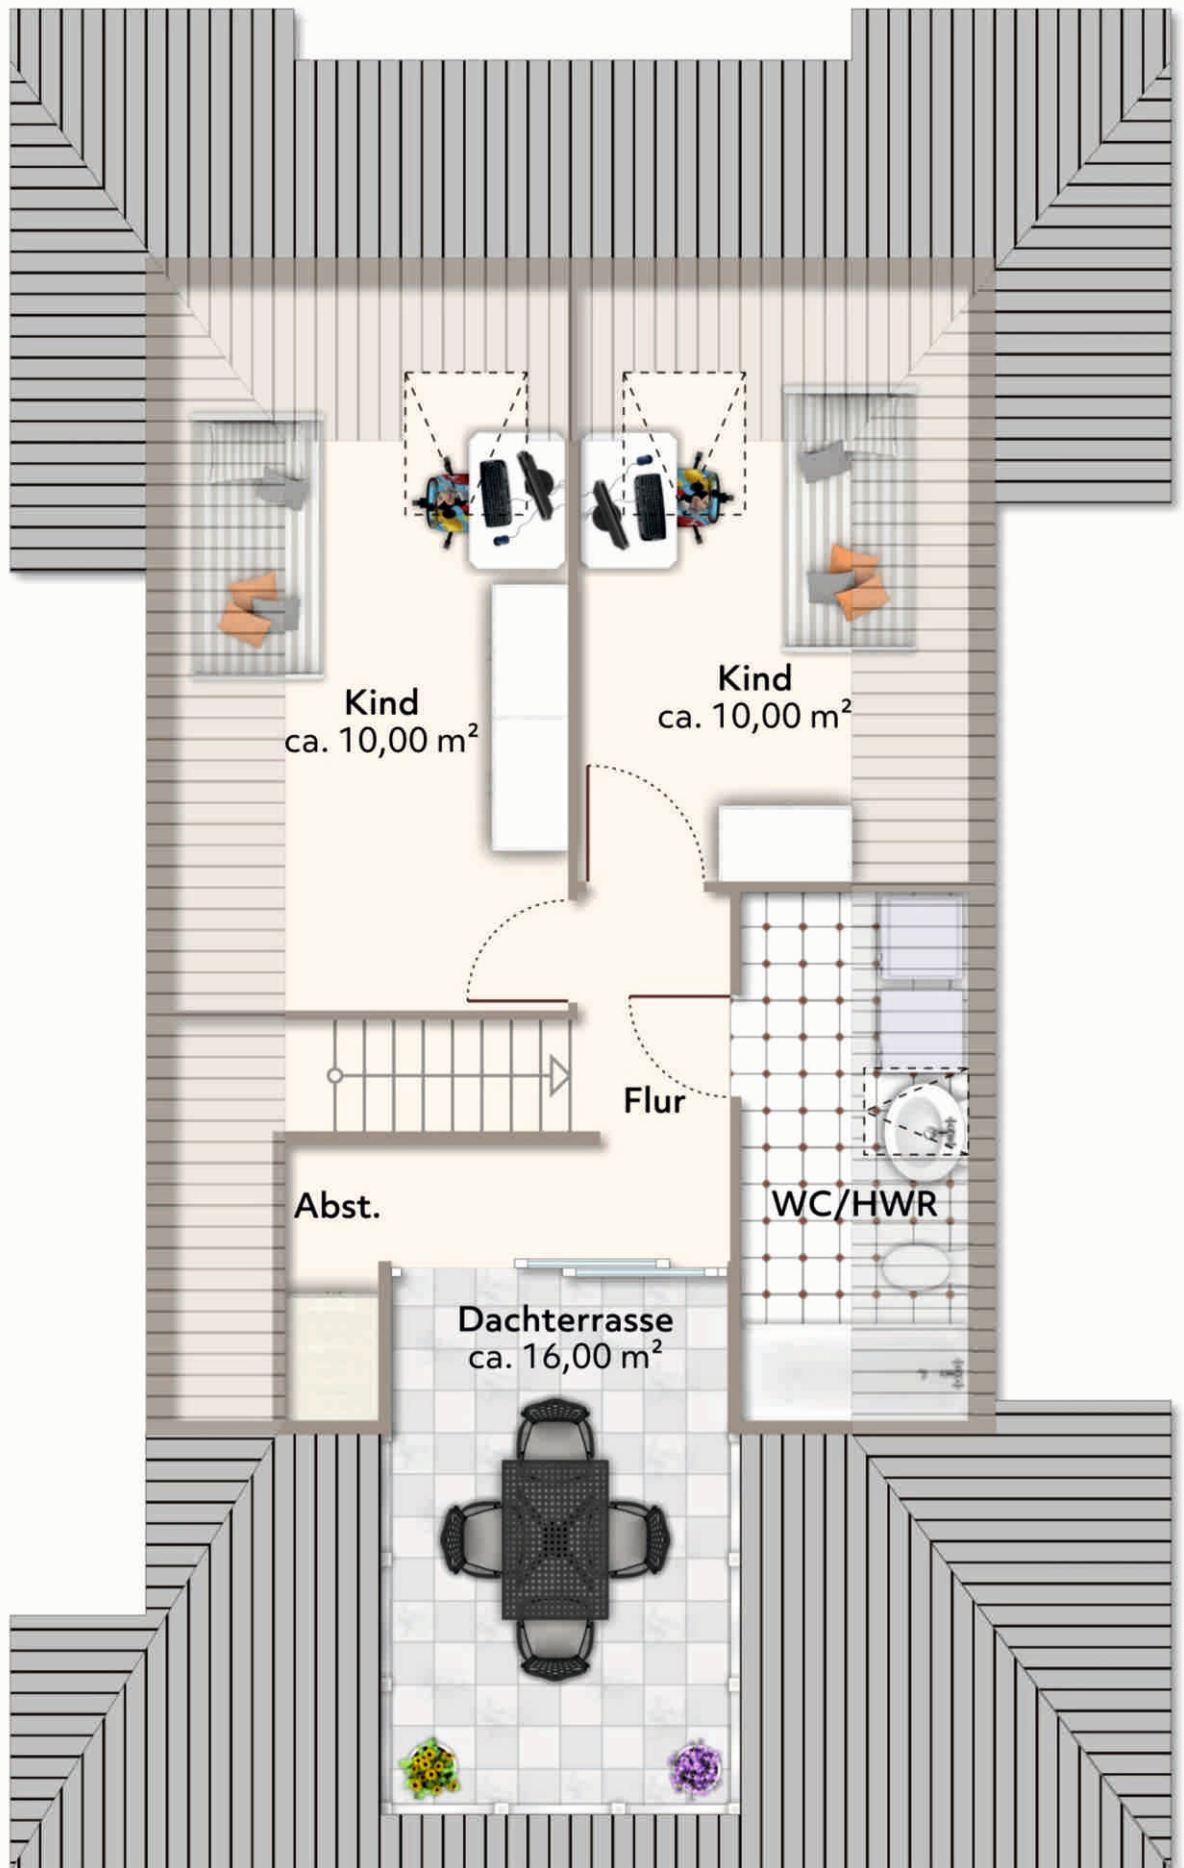 Kind
ca. 10,00 m²
Kind
ca. 10,00 m²
Flur
Abst.
WC/HWR
Dachterrasse
ca. 16,00 m²